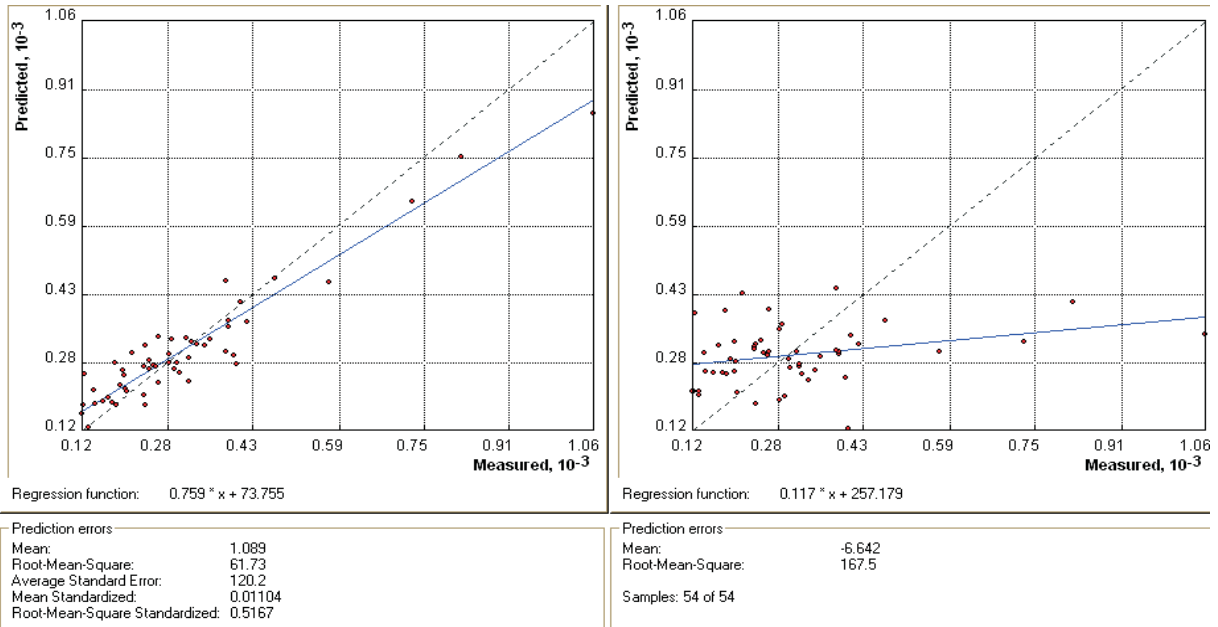 Predicted, 10-3
1.06
0.91
0.75
0.59
0.43
0.28
0.12
0.12 0.28 0.43 0.59 0.75 0.91 1.06
Measured, 10-3
Regression function: 0.759 * x + 73.755
Prediction errors
Mean: 1.089
Root-Mean-Square: 61.73
Average Standard Error: 120.2
Mean Standardized: 0.01104
Root-Mean-Square Standardized: 0.5167
Predicted, 10-3
1.06
0.91
0.75
0.59
0.43
0.28
0.12
0.12 0.28 0.43 0.59 0.75 0.91 1.06
Measured, 10-3
Regression function: 0.117 * x + 257.179
Prediction errors
Mean: -6.642
Root-Mean-Square: 167.5
Samples: 54 of 54